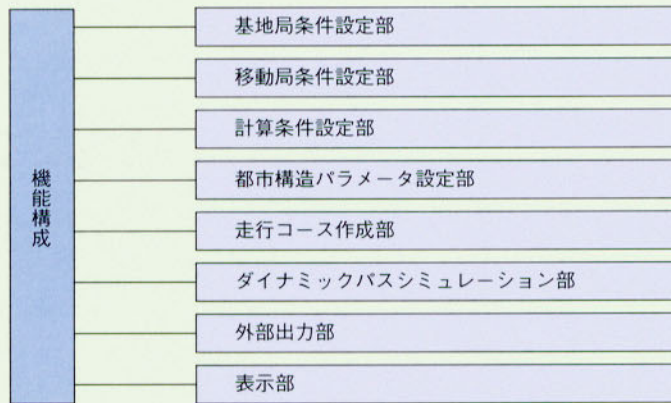 機能構成
基地局条件設定部
移動局条件設定部
計算条件設定部
都市構造パラメータ設定部
走行コース作成部
ダイナミックパスシミュレーション部
外部出力部
表示部